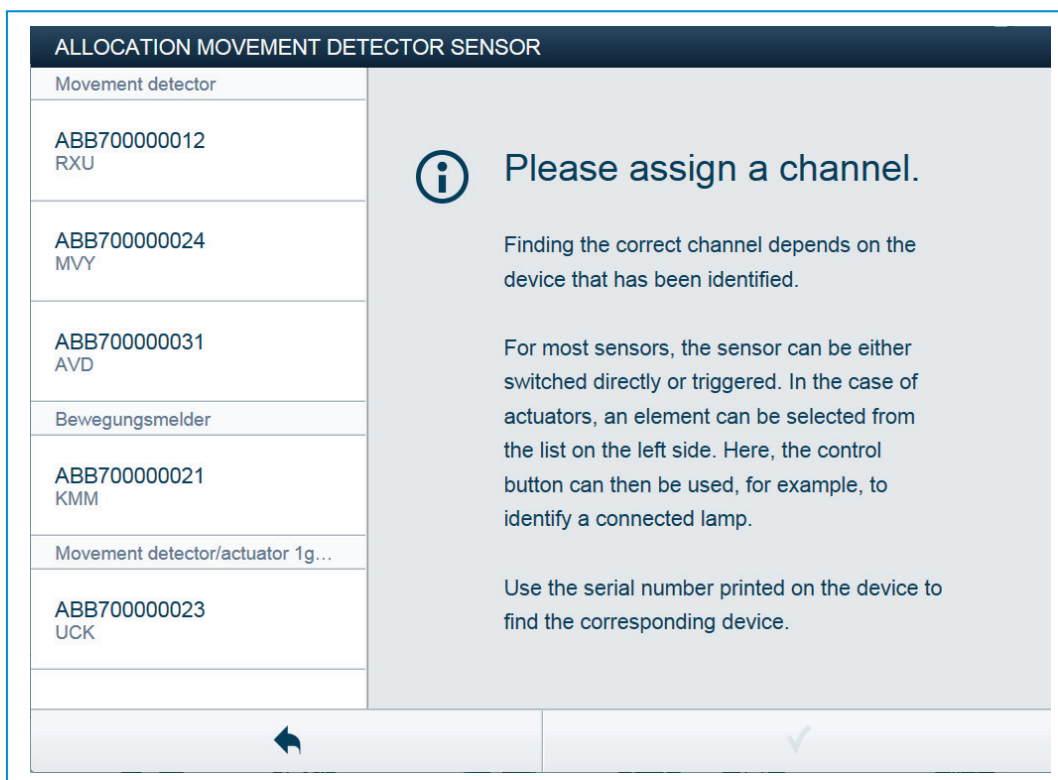 ALLOCATION MOVEMENT DETECTOR SENSOR
Movement detector
ABB700000012
RXU
ABB700000024
MVY
ABB700000031
AVD
Bewegungsmelder
ABB700000021
KMM
Movement detector/actuator 1g...
ABB700000023
UCK
Please assign a channel.
Finding the correct channel depends on the
device that has been identified.
For most sensors, the sensor can be either
switched directly or triggered. In the case of
actuators, an element can be selected from
the list on the left side. Here, the control
button can then be used, for example, to
identify a connected lamp.
Use the serial number printed on the device to
find the corresponding device.